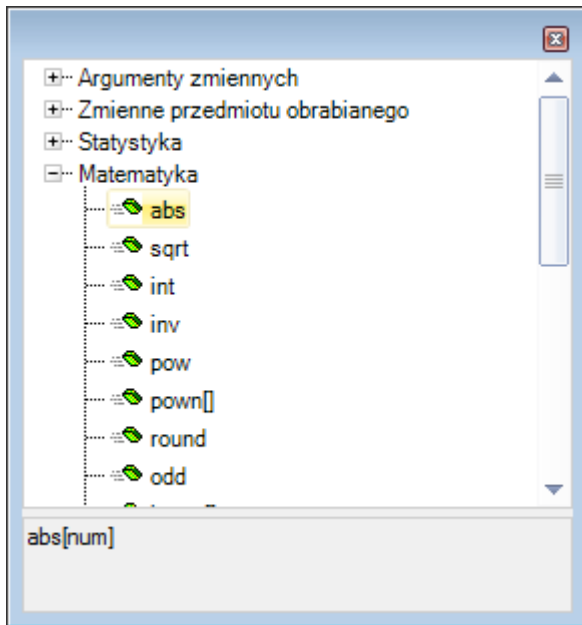 Argumenty zmiennych
Zmienne przedmiotu obrabianego
Statystyka
Matematyka
abs
sqrt
int
inv
pow
pown[]
round
odd
abs[num]